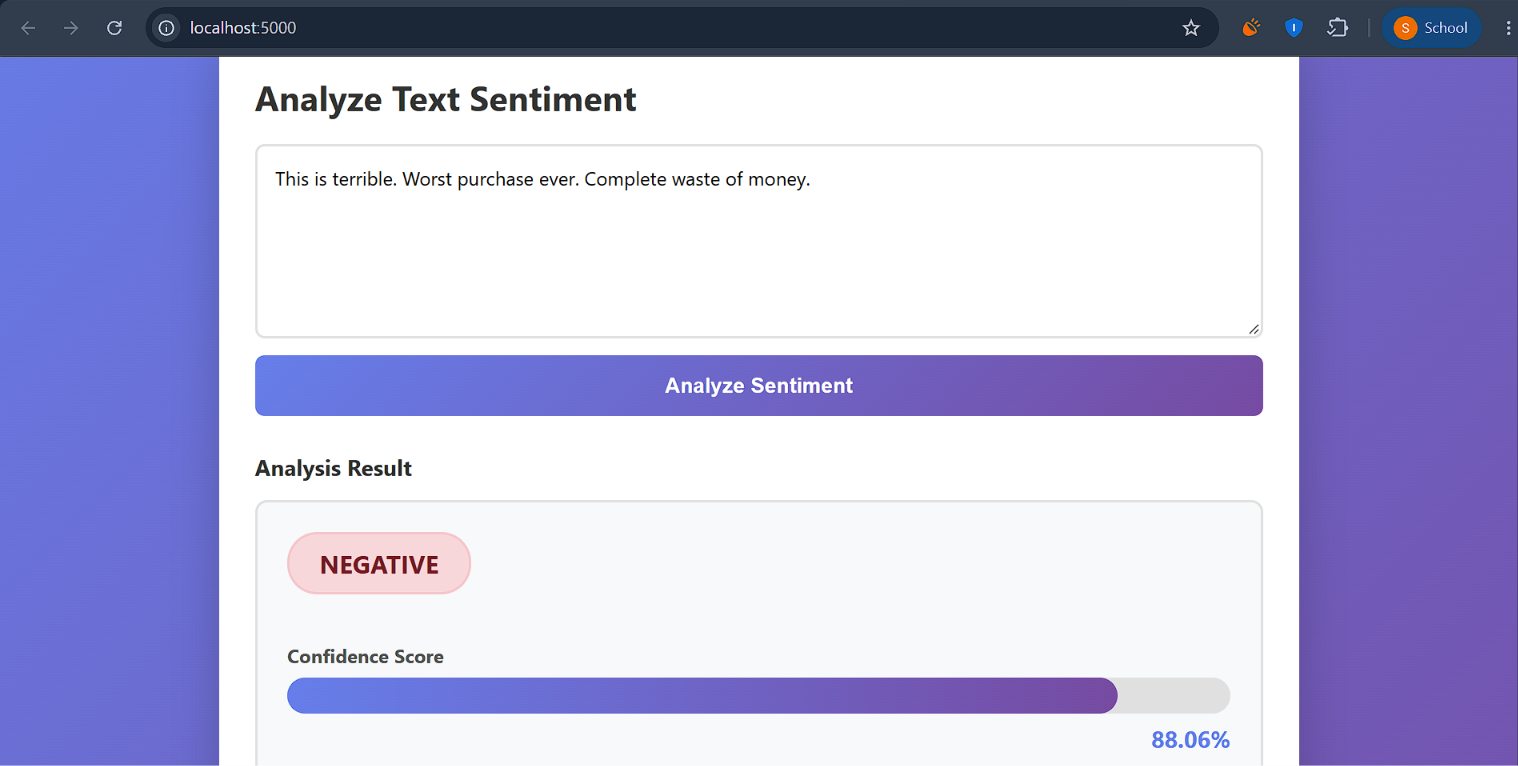 localhost:5000
S School
Analyze Text Sentiment
This is terrible. Worst purchase ever. Complete waste of money.
Analyze Sentiment
Analysis Result
NEGATIVE
Confidence Score
88.06%